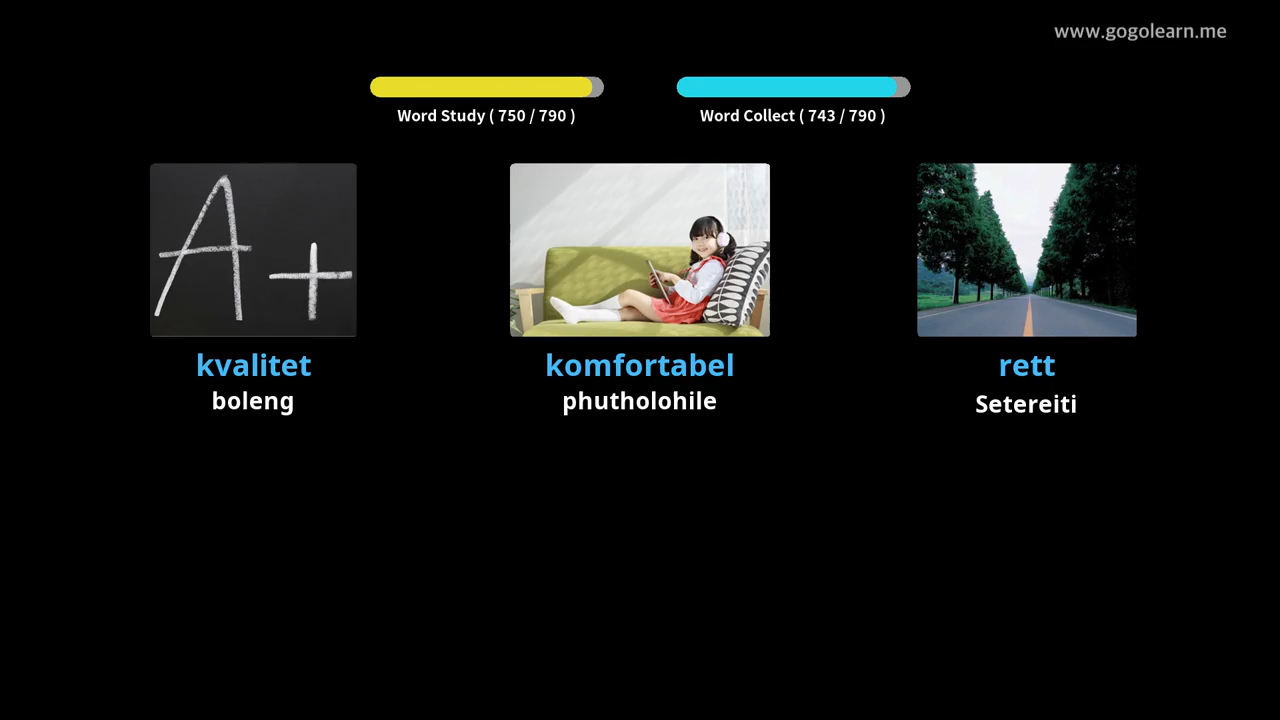 www.gogolearn.me
Word Study ( 750 / 790 )
Word Collect ( 743 / 790 )
A+
kvalitet
boleng
komfortabel
phutholohile
rett
Setereiti